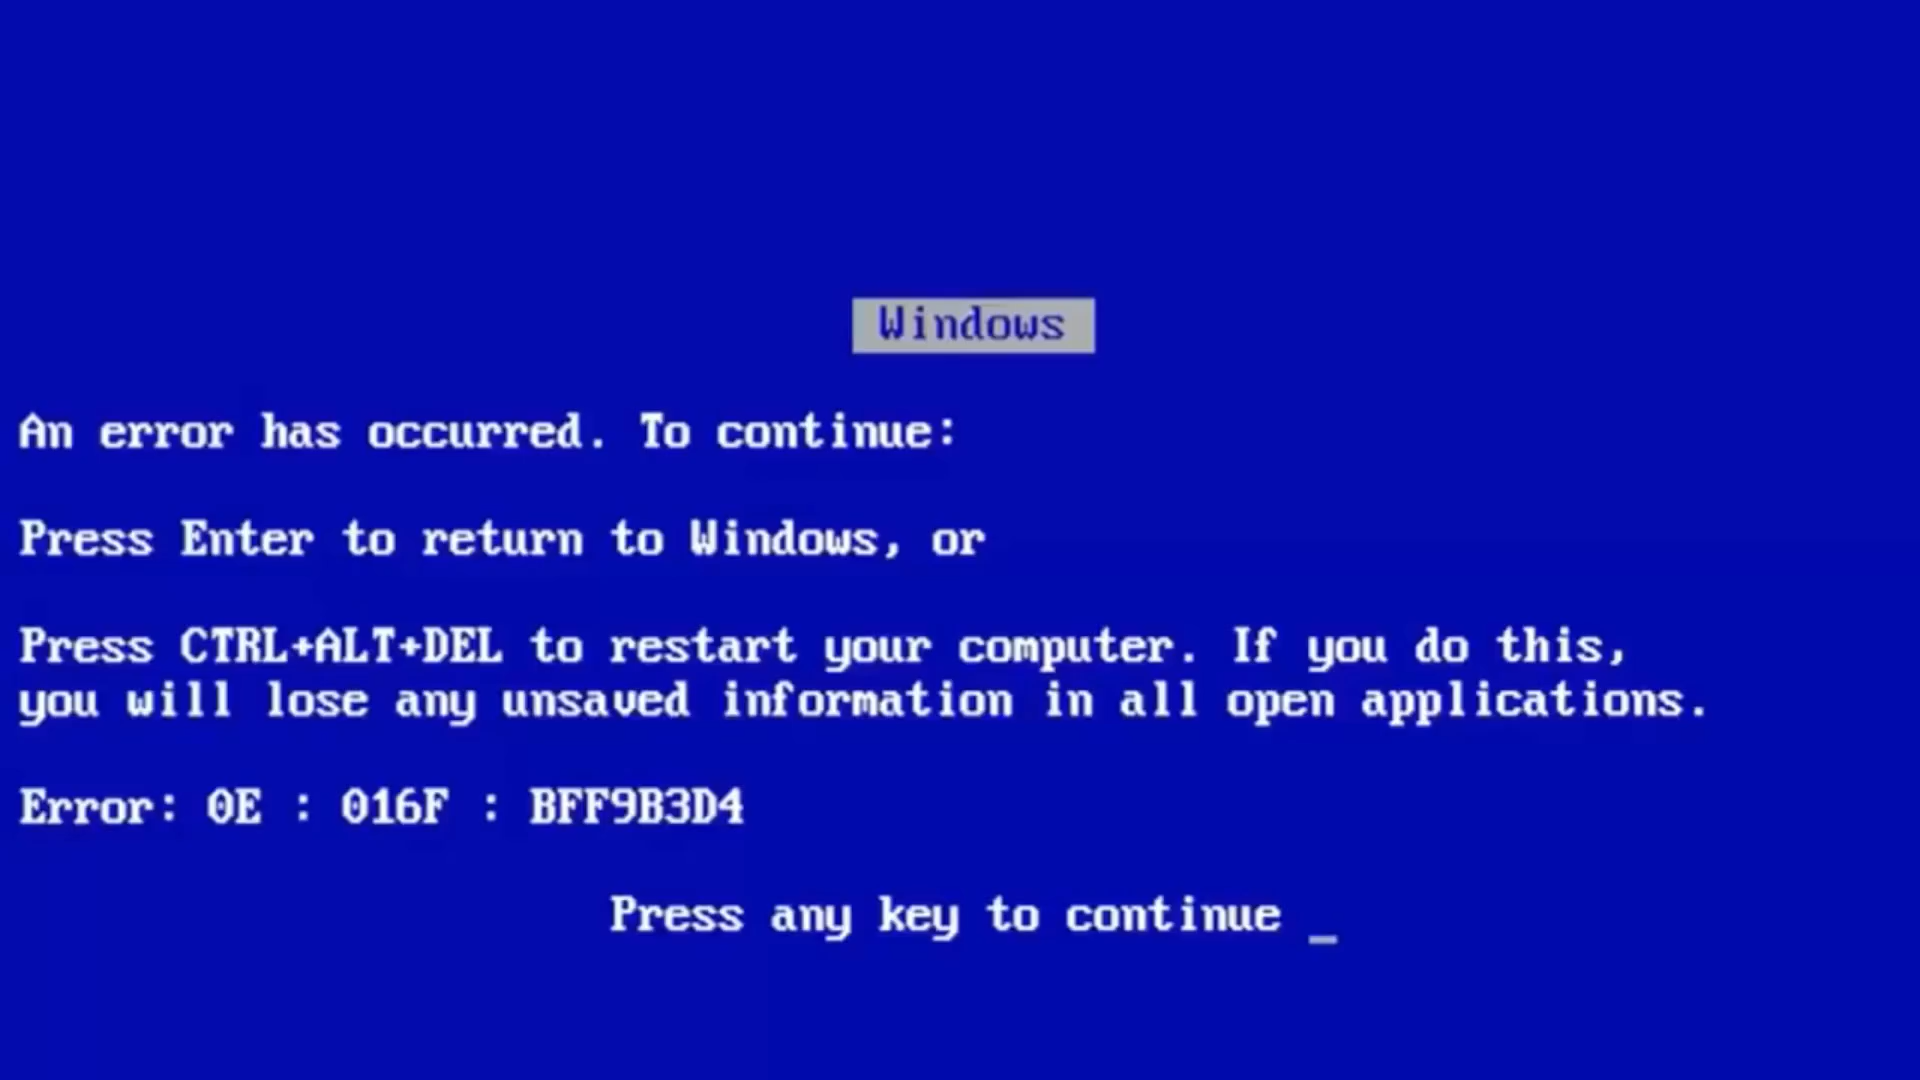 Windows
An error has occurred. To continue:
Press Enter to return to Windows, or
Press CTRL+ALT+DEL to restart your computer. If you do this,
you will lose any unsaved information in all open applications.
Error: 0E : 016F : BFF9B3D4
Press any key to continue _